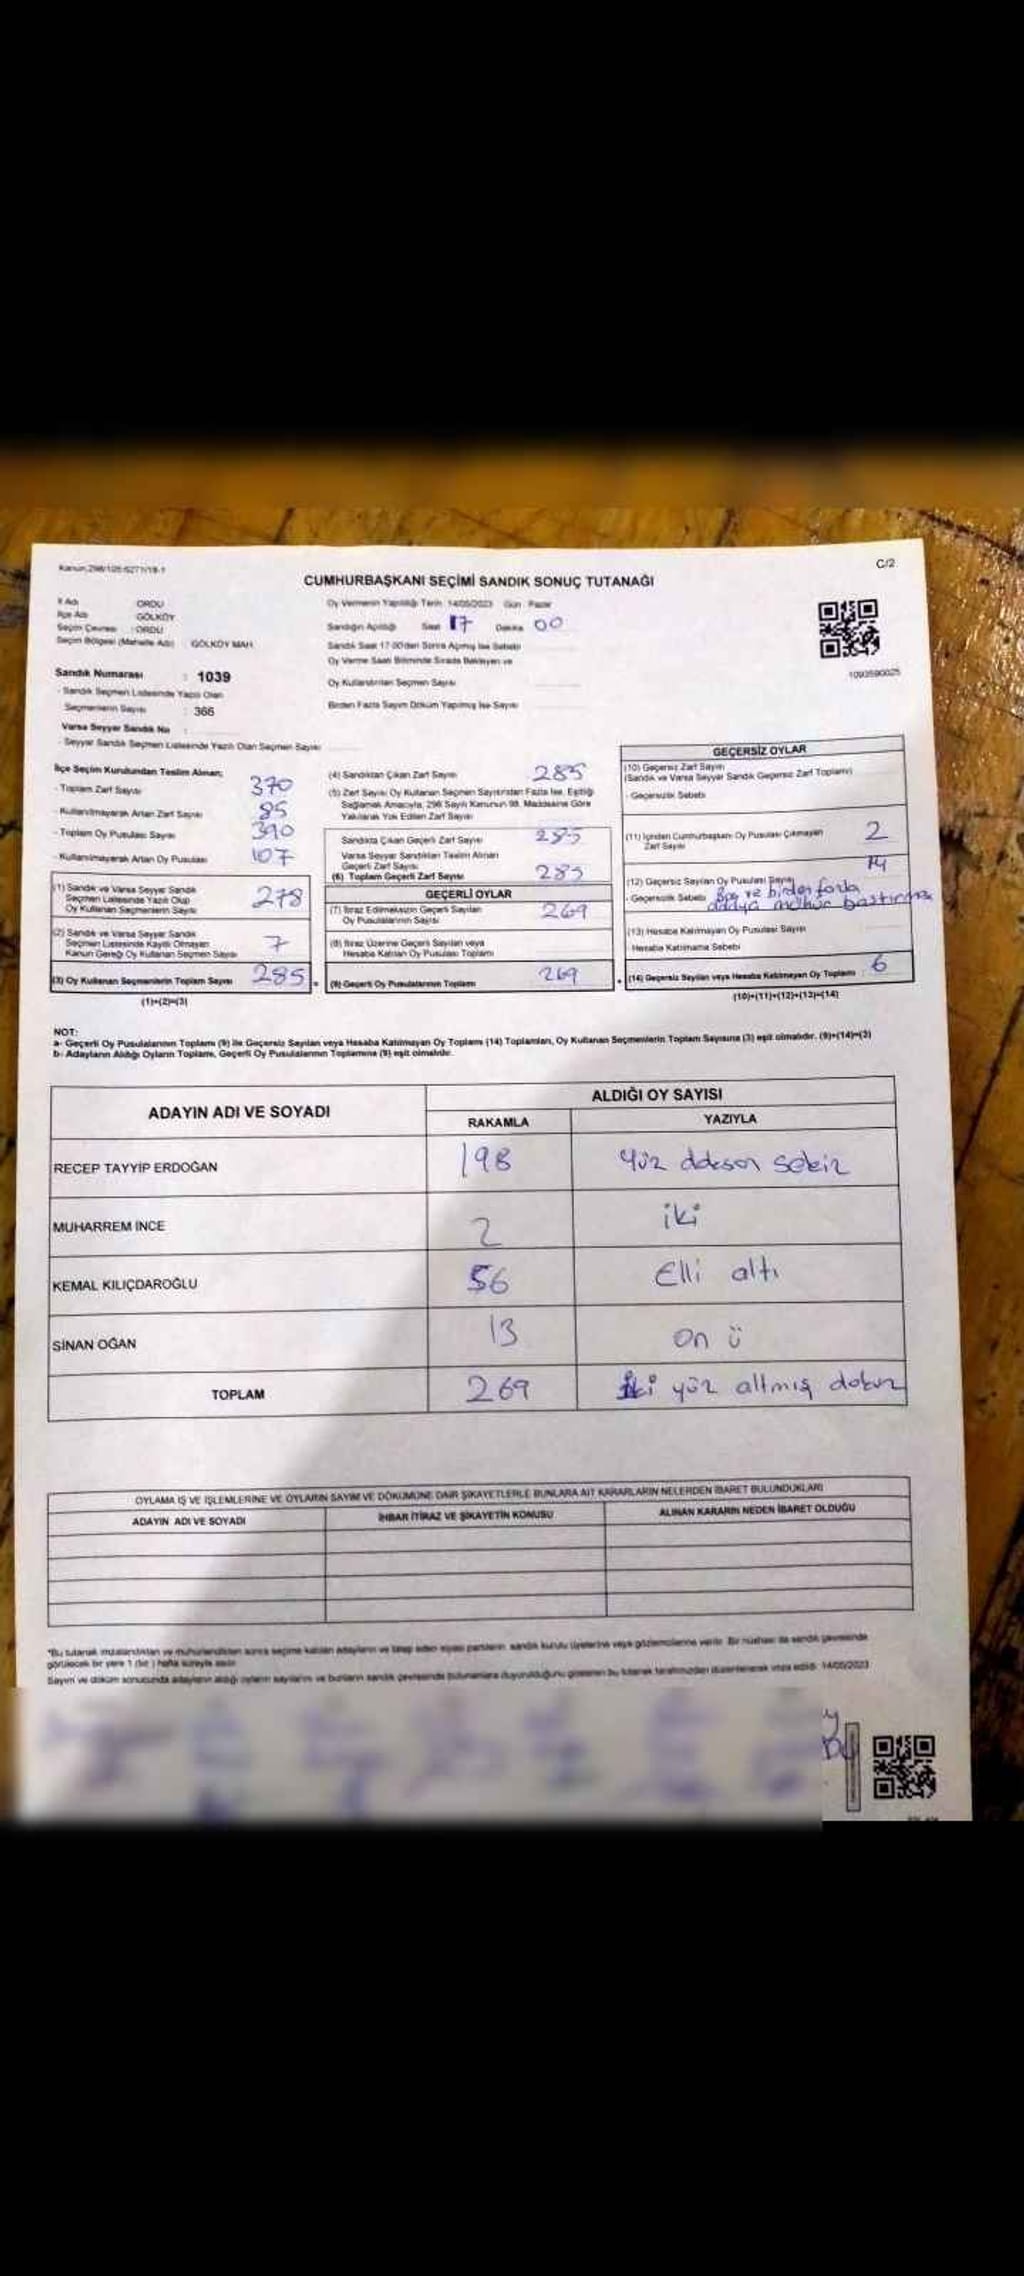 Kanun:298/105-6271/19-1
C/2
CUMHURBAŞKANI SEÇİMİ SANDIK SONUÇ TUTANAĞI
İl Adı ORDU
İlçe Adı GÖLKÖY
Seçim Çevresi : ORDU
Seçim Bölgesi (Mahalle Adı) GÖLKÖY MAH.
Oy Vermenin Yapıldığı Tarih 14/05/2023 Gün Pazar
Sandığın Açıldığı Saat 17 Dakika 00
Sandık Saat 17:00'den Sonra Açılmış İse Sebebi
Oy Verme Saati Bitiminde Sırada Bekleyen ve
Oy Kullandırılan Seçmen Sayısı
Birden Fazla Sayım Döküm Yapılmış İse Sayısı
1093590025
Sandık Numarası : 1039
- Sandık Seçmen Listesinde Yazılı Olan
Seçmenlerin Sayısı : 366
Varsa Seyyar Sandık No :
- Seyyar Sandık Seçmen Listesinde Yazılı Olan Seçmen Sayısı
İlçe Seçim Kurulundan Teslim Alınan;
- Toplam Zarf Sayısı 370
- Kullanılmayarak Artan Zarf Sayısı 85
- Toplam Oy Pusulası Sayısı 390
- Kullanılmayarak Artan Oy Pusulası 107
(1) Sandık ve Varsa Seyyar Sandık
Seçmen Listesinde Yazılı Olup
Oy Kullanan Seçmenlerin Sayısı 278
(2) Sandık ve Varsa Seyyar Sandık
Seçmen Listesinde Kayıtlı Olmayan
Kanun Gereği Oy Kullanan Seçmen Sayısı 7
(3) Oy Kullanan Seçmenlerin Toplam Sayısı 285
(1)+(2)=(3)
(4) Sandıktan Çıkan Zarf Sayısı 285
(5) Zarf Sayısı Oy Kullanan Seçmen Sayısından Fazla İse, Eşitliği
Sağlamak Amacıyla, 298 Sayılı Kanunun 98. Maddesine Göre
Yakılarak Yok Edilen Zarf Sayısı
Sandıkta Çıkan Geçerli Zarf Sayısı 285
Varsa Seyyar Sandıktan Teslim Alınan
Geçerli Zarf Sayısı
(6) Toplam Geçerli Zarf Sayısı 285
GEÇERLİ OYLAR
(7) İtiraz Edilmeksizin Geçerli Sayılan
Oy Pusulalarının Sayısı 269
(8) İtiraz Üzerine Geçerli Sayılan veya
Hesaba Katılan Oy Pusulası Toplamı
(9) Geçerli Oy Pusulalarının Toplamı 269
GEÇERSİZ OYLAR
(10) Geçersiz Zarf Sayısı
(Sandık ve Varsa Seyyar Sandık Geçersiz Zarf Toplamı)
- Geçersizlik Sebebi
(11) İçinden Cumhurbaşkanı Oy Pusulası Çıkmayan
Zarf Sayısı 2
(12) Geçersiz Sayılan Oy Pusulası Sayısı 14
- Geçersizlik Sebebi Boş ve birden fazla
adaya mühür bastırma
(13) Hesaba Katılmayan Oy Pusulası Sayısı
Hesaba Katılmama Sebebi
(14) Geçersiz Sayılan veya Hesaba Katılmayan Oy Toplamı 6
(10)+(11)+(12)+(13)=(14)
NOT:
a- Geçerli Oy Pusulalarının Toplamı (9) ile Geçersiz Sayılan veya Hesaba Katılmayan Oy Toplamı (14) Toplamları, Oy Kullanan Seçmenlerin Toplam Sayısına (3) eşit olmalıdır. (9)+(14)=(3)
b- Adayların Aldığı Oyların Toplamı, Geçerli Oy Pusulalarının Toplamına (9) eşit olmalıdır.
ADAYIN ADI VE SOYADI
ALDIĞI OY SAYISI
RAKAMLA YAZIYLA
RECEP TAYYİP ERDOĞAN 198 Yüz doksan sekiz
MUHARREM İNCE 2 iki
KEMAL KILIÇDAROĞLU 56 Elli altı
SİNAN OĞAN 13 on ü
TOPLAM 269 iki yüz altmış dokuz
OYLAMA İŞ VE İŞLEMLERİNE VE OYLARIN SAYIM VE DÖKÜMÜNE DAİR ŞİKAYETLERLE BUNLARA AİT KARARLARIN NELERDEN İBARET BULUNDUKLARI
ADAYIN ADI VE SOYADI İHBAR İTİRAZ VE ŞİKAYETİN KONUSU ALINAN KARARIN NEDEN İBARET OLDUĞU
*Bu tutanak imzalandıktan ve mühürlendikten sonra seçime katılan adayların ve talep eden siyasi partilerin sandık kurulu üyelerine veya gözlemcilerine verilir. Bir nüshası da sandık çevresinde
görülecek bir yere 1 (bir) hafta süreyle asılır.
Sayım ve döküm sonucunda adayların aldığı oyların sayılarını ve bunların sandık çevresinde bulunanlara duyurulduğunu gösteren bu tutanak tarafımızdan düzenlenerek imza edildi. 14/05/2023